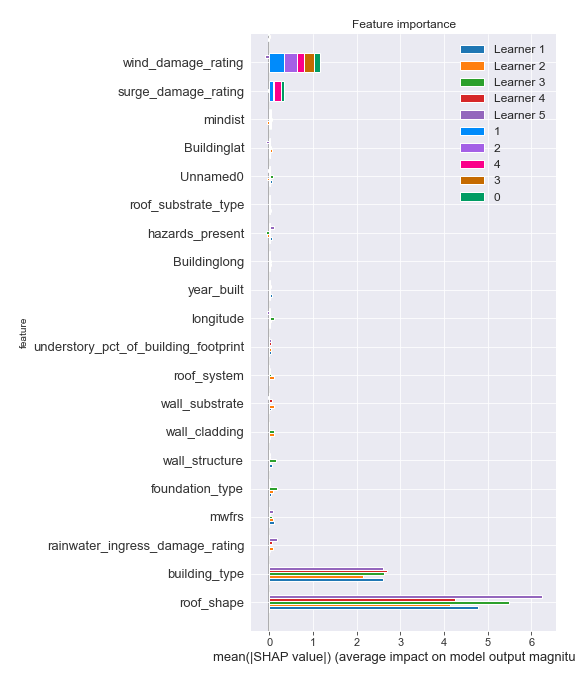 Feature importance
wind_damage_rating
surge_damage_rating
mindist
Buildinglat
Unnamed0
roof_substrate_type
hazards_present
Buildinglong
year_built
longitude
understory_pct_of_building_footprint
roof_system
wall_substrate
wall_cladding
wall_structure
foundation_type
mwfrs
rainwater_ingress_damage_rating
building_type
roof_shape
feature
Learner 1
Learner 2
Learner 3
Learner 4
Learner 5
1
2
4
3
0
0 1 2 3 4 5 6
mean(|SHAP value|) (average impact on model output magnitu